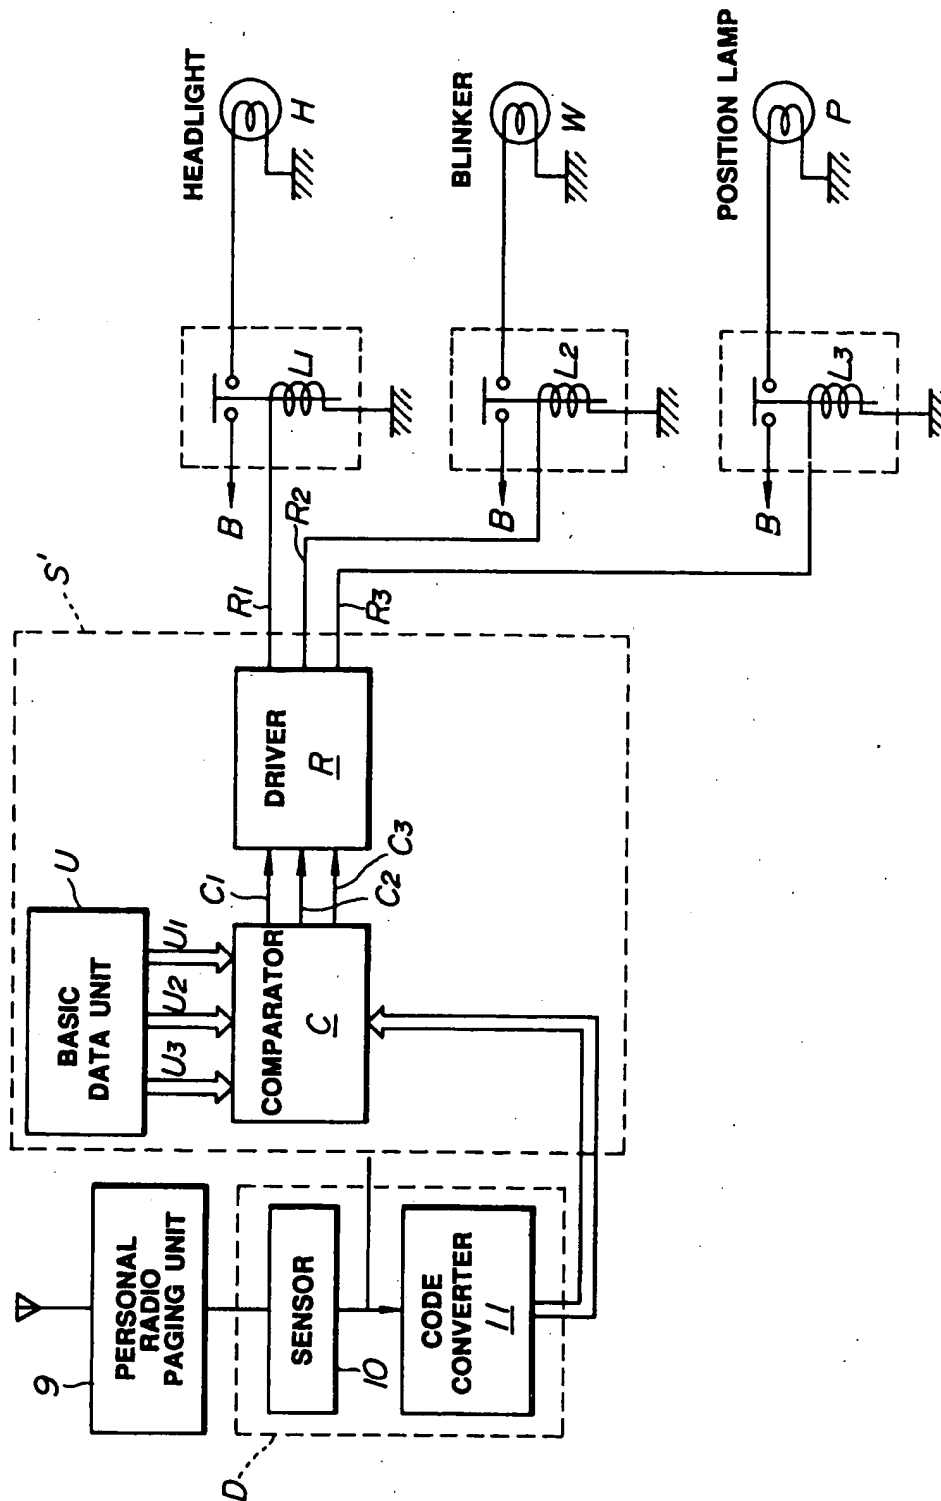 S'
HEADLIGHT
H
L1
B
R1
R2
R3
BLINKER
W
L2
B
POSITION LAMP
P
L3
B
U
BASIC
DATA UNIT
U1
U2
U3
COMPARATOR
C
C1
C2
C3
DRIVER
R
9
PERSONAL
RADIO
PAGING UNIT
SENSOR
10
CODE
CONVERTER
11
D